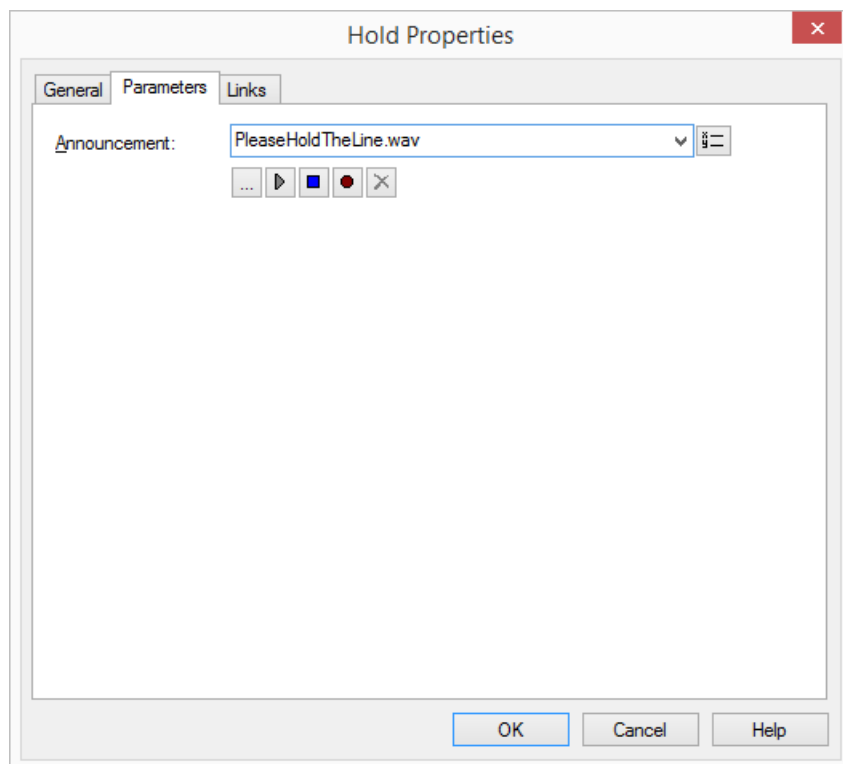 Hold Properties
General Parameters Links
Announcement: PleaseHoldTheLine.wav
...
OK Cancel Help